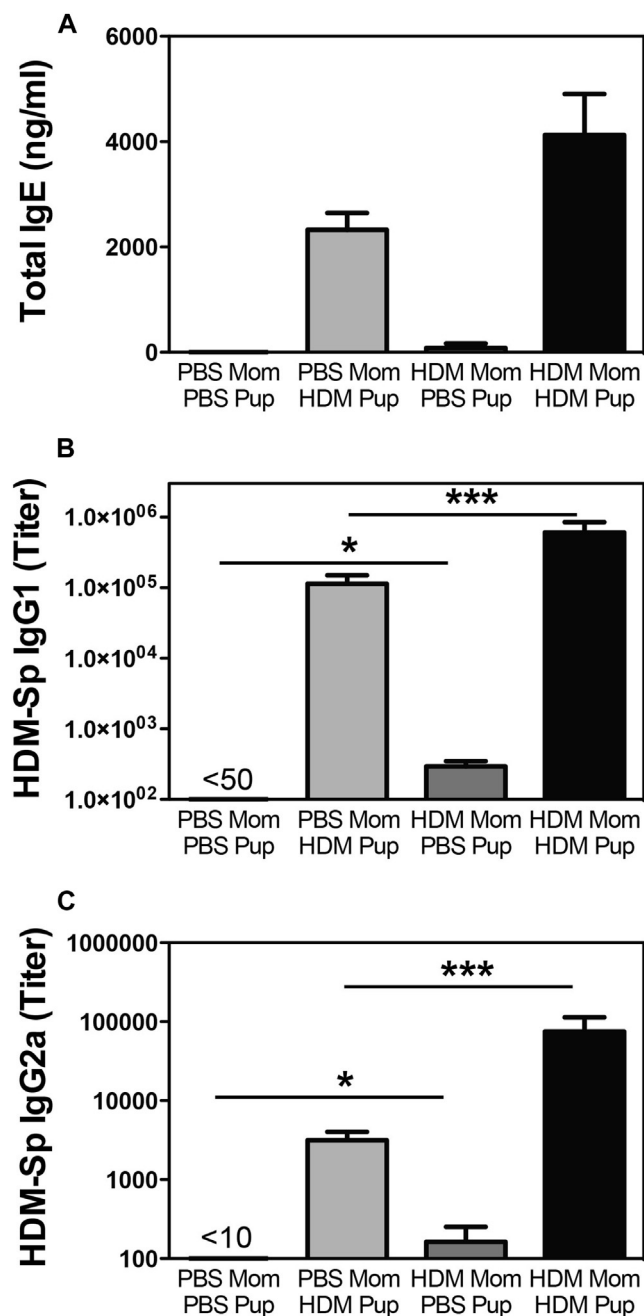 A
Total IgE (ng/ml)
6000
4000
2000
0
PBS Mom PBS Mom HDM Mom HDM Mom
PBS Pup HDM Pup PBS Pup HDM Pup
B
HDM-Sp IgG1 (Titer)
1.0×10⁰⁶
1.0×10⁰⁵
1.0×10⁰⁴
1.0×10⁰³
1.0×10⁰²
***
*
<50
PBS Mom PBS Mom HDM Mom HDM Mom
PBS Pup HDM Pup PBS Pup HDM Pup
C
HDM-Sp IgG2a (Titer)
1000000
100000
10000
1000
100
***
*
<10
PBS Mom PBS Mom HDM Mom HDM Mom
PBS Pup HDM Pup PBS Pup HDM Pup